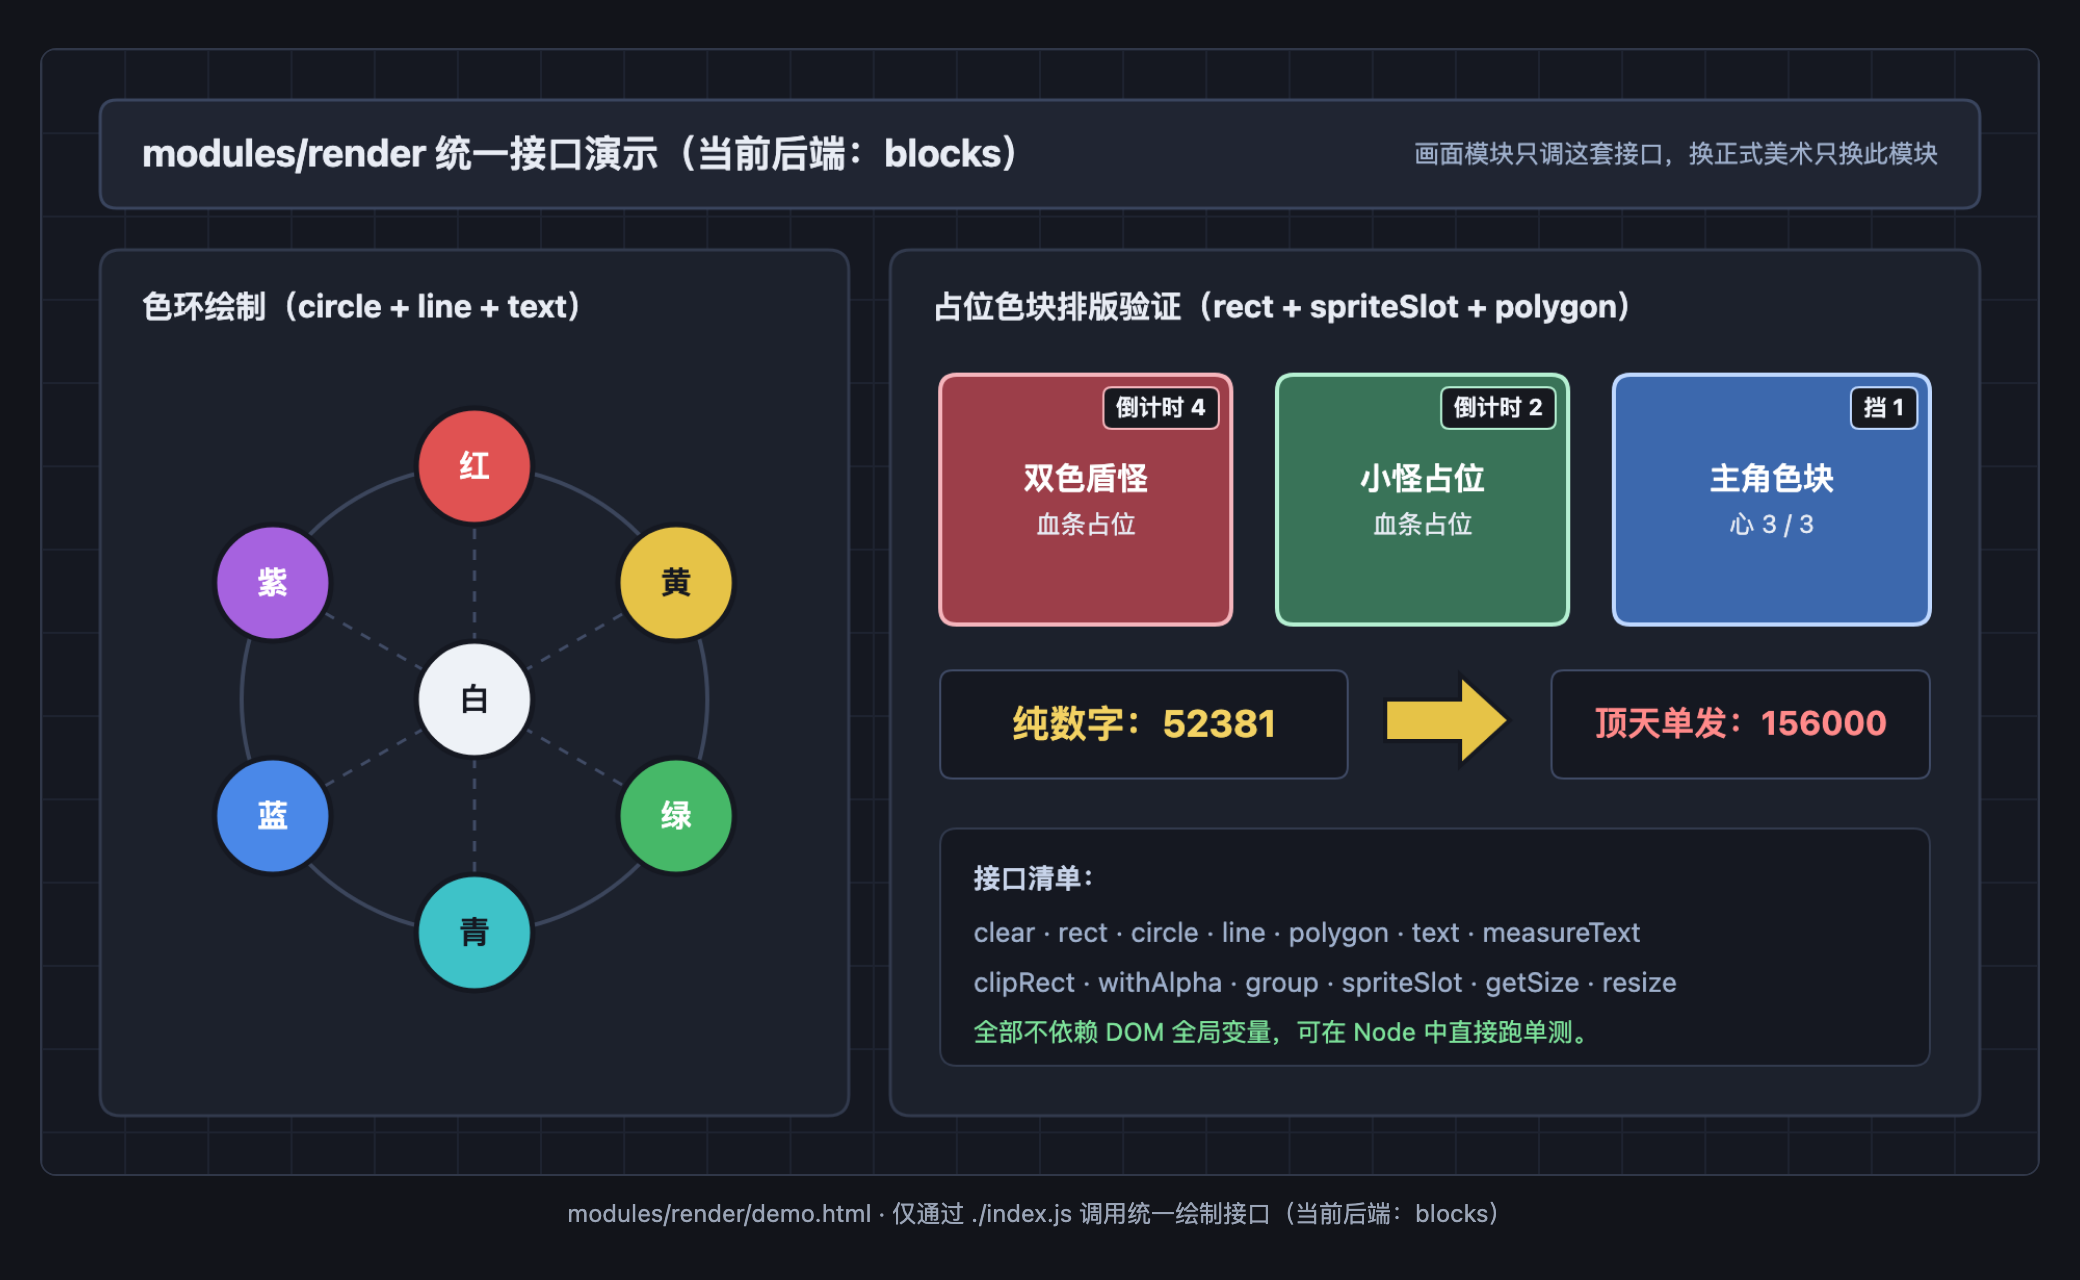 modules/render 统一接口演示（当前后端：blocks）
画面模块只调这套接口，换正式美术只换此模块
色环绘制（circle + line + text）
红
紫
黄
白
蓝
绿
青
占位色块排版验证（rect + spriteSlot + polygon）
倒计时 4
双色盾怪
血条占位
倒计时 2
小怪占位
血条占位
挡 1
主角色块
心 3 / 3
纯数字：52381
顶天单发：156000
接口清单：
clear · rect · circle · line · polygon · text · measureText
clipRect · withAlpha · group · spriteSlot · getSize · resize
全部不依赖 DOM 全局变量，可在 Node 中直接跑单测。
modules/render/demo.html · 仅通过 ./index.js 调用统一绘制接口（当前后端：blocks）